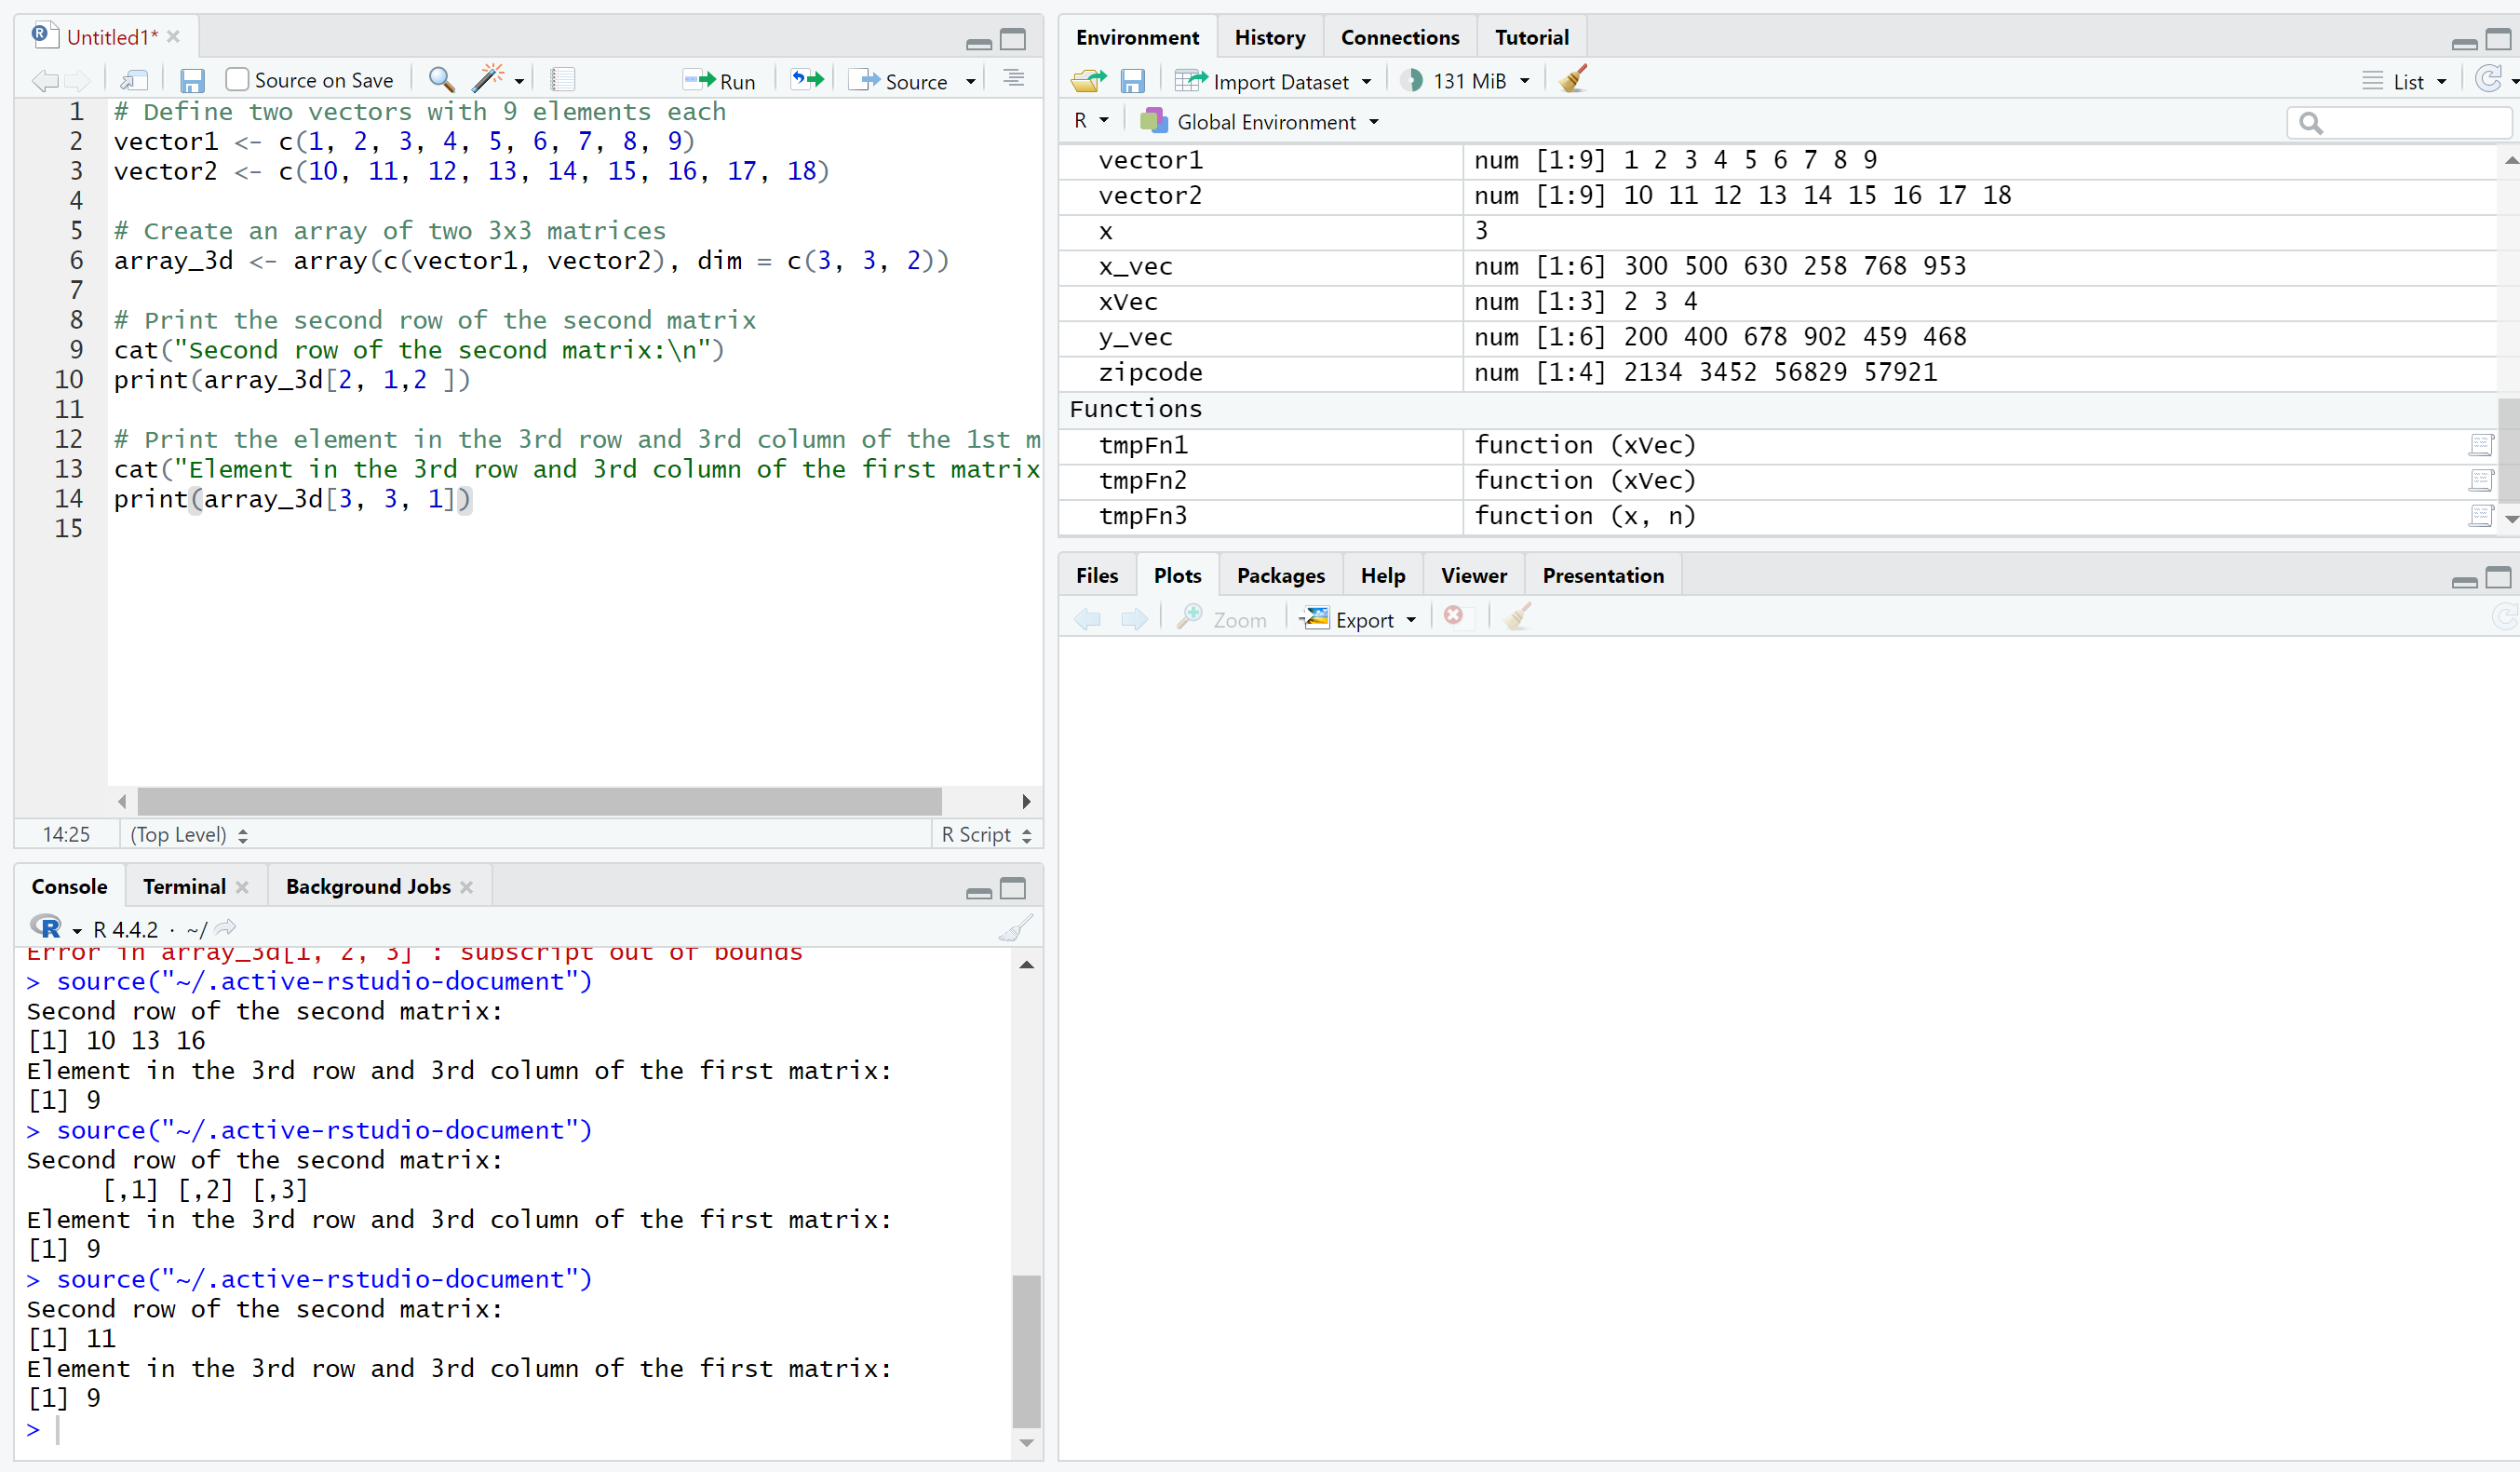 Untitled1*
Source on Save
Run
Source
1 # Define two vectors with 9 elements each
2 vector1 <- c(1, 2, 3, 4, 5, 6, 7, 8, 9)
3 vector2 <- c(10, 11, 12, 13, 14, 15, 16, 17, 18)
4
5 # Create an array of two 3x3 matrices
6 array_3d <- array(c(vector1, vector2), dim = c(3, 3, 2))
7
8 # Print the second row of the second matrix
9 cat("Second row of the second matrix:\n")
10 print(array_3d[2, 1,2 ])
11
12 # Print the element in the 3rd row and 3rd column of the 1st m
13 cat("Element in the 3rd row and 3rd column of the first matrix
14 print(array_3d[3, 3, 1])
15
14:25 (Top Level) R Script
Console Terminal Background Jobs
R 4.4.2 · ~/
Error in array_3d[1, 2, 3] : subscript out of bounds
> source("~/.active-rstudio-document")
Second row of the second matrix:
[1] 10 13 16
Element in the 3rd row and 3rd column of the first matrix:
[1] 9
> source("~/.active-rstudio-document")
Second row of the second matrix:
[,1] [,2] [,3]
Element in the 3rd row and 3rd column of the first matrix:
[1] 9
> source("~/.active-rstudio-document")
Second row of the second matrix:
[1] 11
Element in the 3rd row and 3rd column of the first matrix:
[1] 9
>
Environment History Connections Tutorial
Import Dataset 131 MiB List
R Global Environment
vector1 num [1:9] 1 2 3 4 5 6 7 8 9
vector2 num [1:9] 10 11 12 13 14 15 16 17 18
x 3
x_vec num [1:6] 300 500 630 258 768 953
xVec num [1:3] 2 3 4
y_vec num [1:6] 200 400 678 902 459 468
zipcode num [1:4] 2134 3452 56829 57921
Functions
tmpFn1 function (xVec)
tmpFn2 function (xVec)
tmpFn3 function (x, n)
Files Plots Packages Help Viewer Presentation
Zoom Export